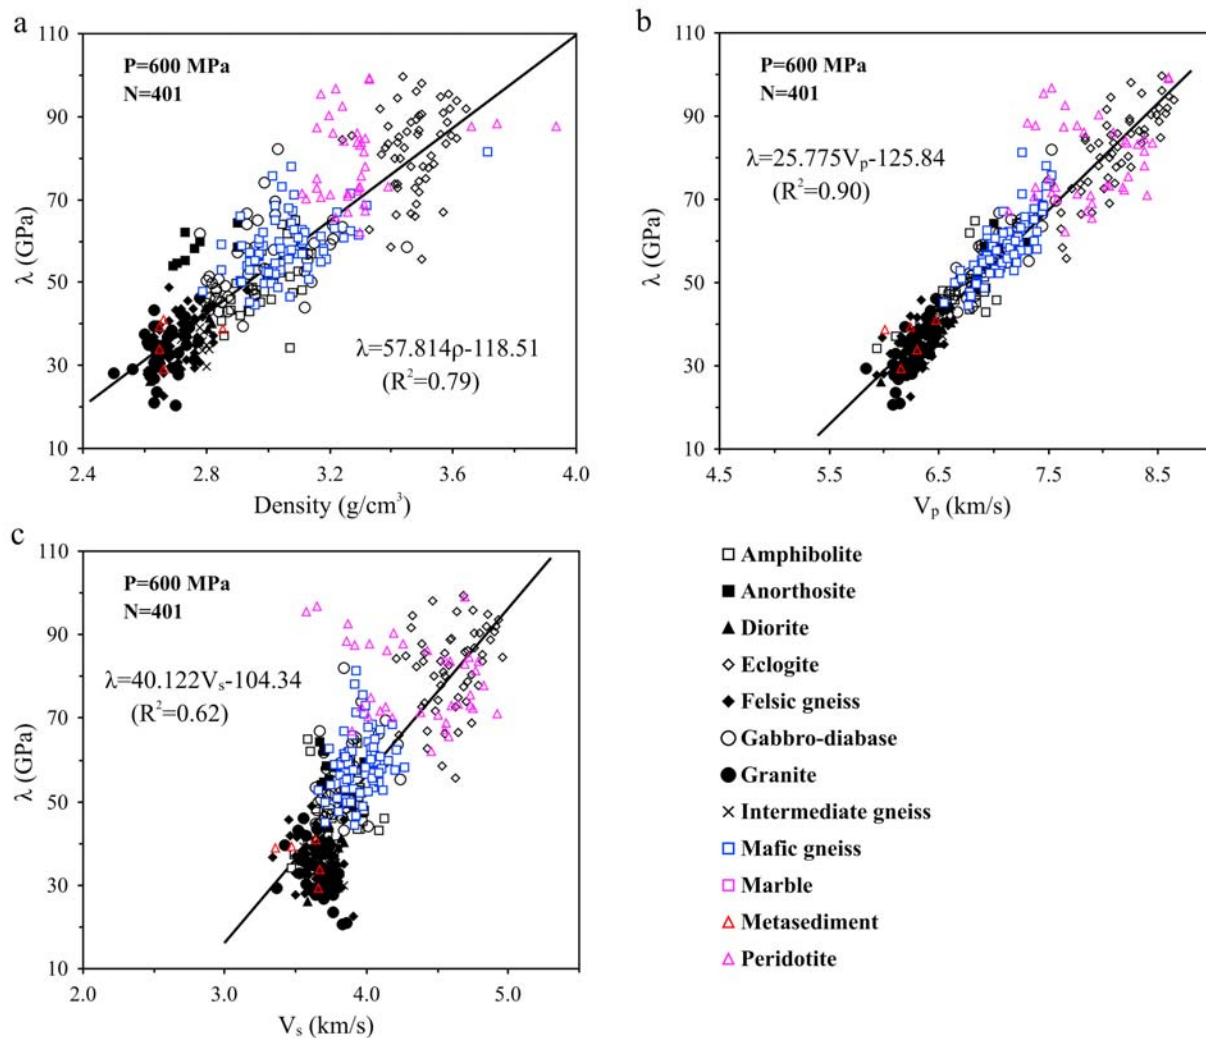 a
110
90
70
50
30
10
λ (GPa)
P=600 MPa
N=401
λ=57.814ρ-118.51
(R²=0.79)
2.4
2.8
3.2
3.6
4.0
Density (g/cm³)
b
110
90
70
50
30
10
λ (GPa)
P=600 MPa
N=401
λ=25.775Vₚ-125.84
(R²=0.90)
4.5
5.5
6.5
7.5
8.5
Vₚ (km/s)
c
110
90
70
50
30
10
λ (GPa)
P=600 MPa
N=401
λ=40.122Vₛ-104.34
(R²=0.62)
2.0
3.0
4.0
5.0
Vₛ (km/s)
Amphibolite
Anorthosite
Diorite
Eclogite
Felsic gneiss
Gabbro-diabase
Granite
Intermediate gneiss
Mafic gneiss
Marble
Metasediment
Peridotite